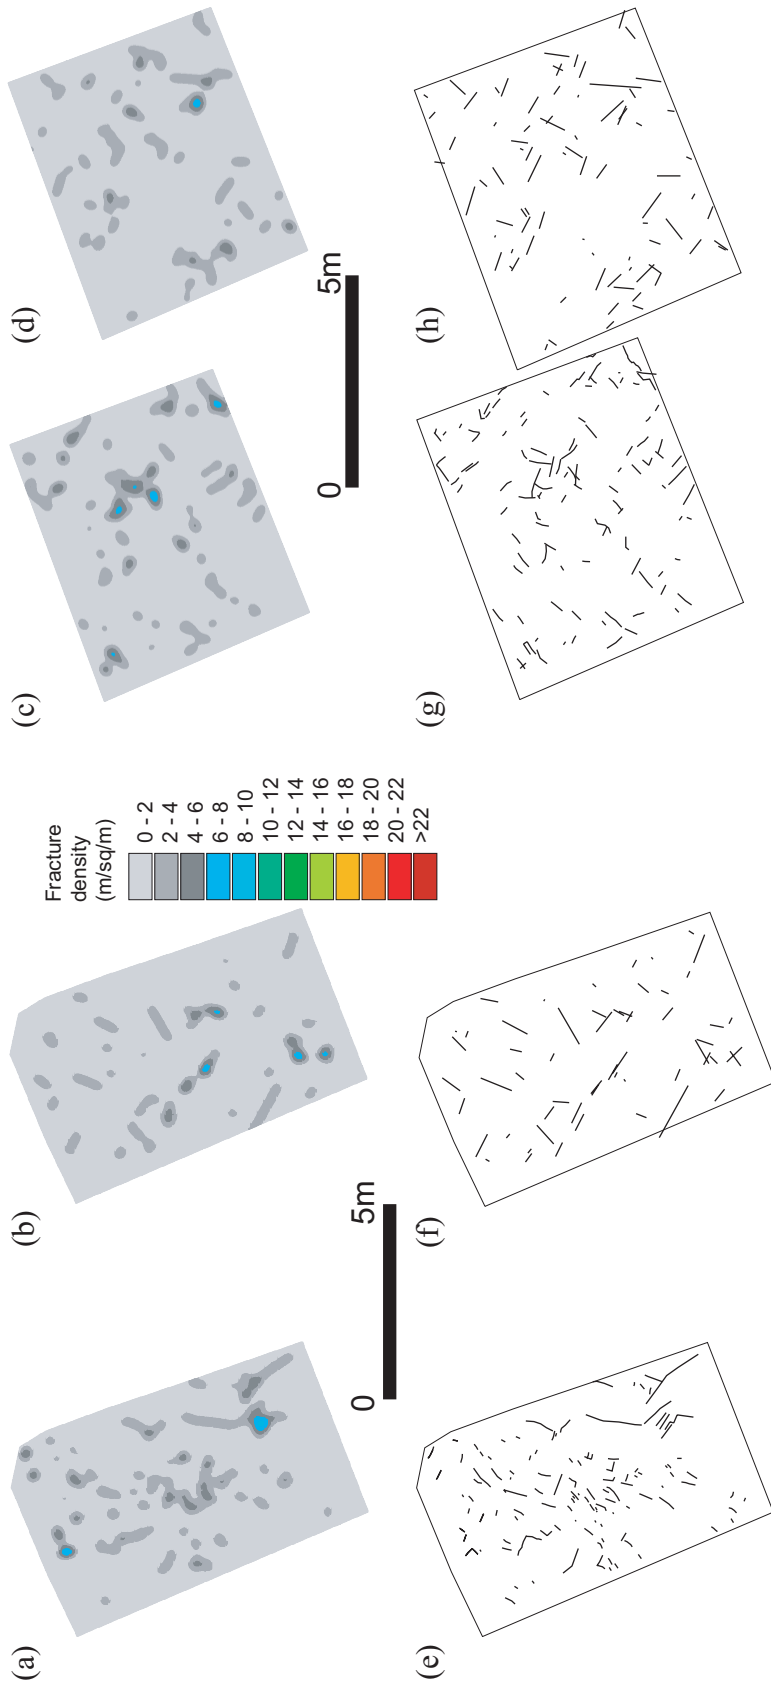 (a)
(b)
(c)
(d)
Fracture
density
(m/sq/m)
0 - 2
2 - 4
4 - 6
6 - 8
8 - 10
10 - 12
12 - 14
14 - 16
16 - 18
18 - 20
20 - 22
>22
0 5m
0 5m
(e)
(f)
(g)
(h)